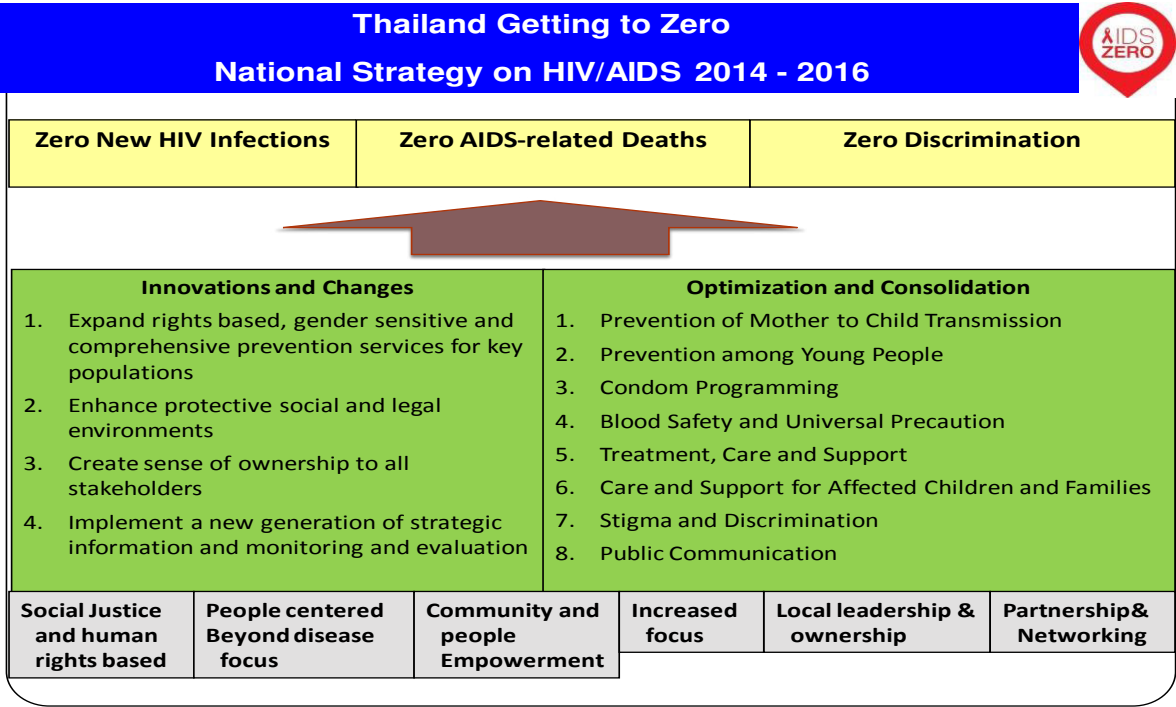 Thailand Getting to Zero
National Strategy on HIV/AIDS 2014 - 2016
AIDS
ZERO
Zero New HIV Infections
Zero AIDS-related Deaths
Zero Discrimination
Innovations and Changes
1. Expand rights based, gender sensitive and
comprehensive prevention services for key
populations
2. Enhance protective social and legal
environments
3. Create sense of ownership to all
stakeholders
4. Implement a new generation of strategic
information and monitoring and evaluation
Optimization and Consolidation
1. Prevention of Mother to Child Transmission
2. Prevention among Young People
3. Condom Programming
4. Blood Safety and Universal Precaution
5. Treatment, Care and Support
6. Care and Support for Affected Children and Families
7. Stigma and Discrimination
8. Public Communication
Social Justice
and human
rights based
People centered
Beyond disease
focus
Community and
people
Empowerment
Increased
focus
Local leadership &
ownership
Partnership&
Networking